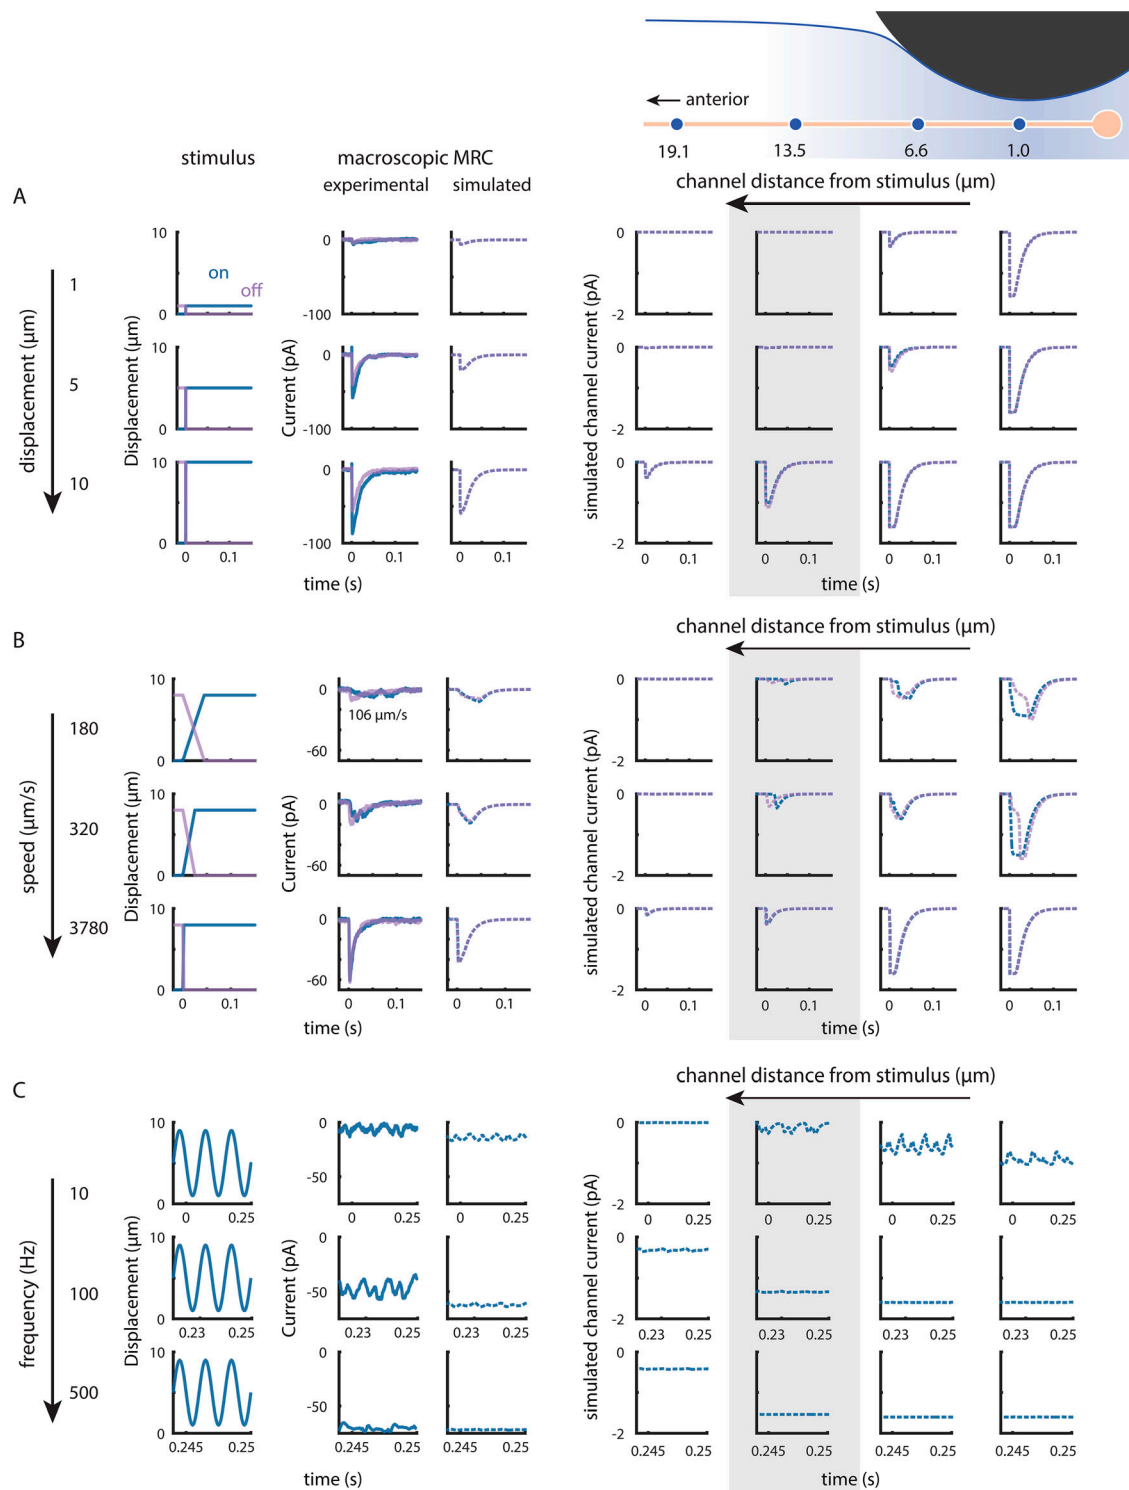 anterior
19.1 13.5 6.6 1.0
stimulus macroscopic MRC
experimental simulated channel distance from stimulus (μm)
A
displacement (μm)
1
5
10
Displacement (μm)
10
0
on
off
Displacement (μm)
10
0
10
0
0 0.1
time (s)
Current (pA)
0
-100
0
-100
0
-100
0 0.1
0 0.1
time (s)
simulated channel current (pA)
0
-2
0
-2
0
-2
0 0.1
0 0.1
0 0.1
0 0.1
time (s)
B
channel distance from stimulus (μm)
speed (μm/s)
180
320
3780
Displacement (μm)
10
0
10
0
10
0
0 0.1
time (s)
Current (pA)
0
106 μm/s
-60
0
-60
0
-60
0 0.1
0 0.1
time (s)
simulated channel current (pA)
0
-2
0
-2
0
-2
0 0.1
0 0.1
0 0.1
0 0.1
time (s)
C
channel distance from stimulus (μm)
frequency (Hz)
10
100
500
Displacement (μm)
10
0
0 0.25
10
0
0.23 0.25
10
0
0.245 0.25
time (s)
Current (pA)
0
-50
0 0.25
0 0.25
0
-50
0.23 0.25
0.23 0.25
0
-50
0.245 0.25
0.245 0.25
time (s)
simulated channel current (pA)
0
-2
0 0.25
0 0.25
0 0.25
0 0.25
0
-2
0.23 0.25
0.23 0.25
0.23 0.25
0.23 0.25
0
-2
0.245 0.25
0.245 0.25
0.245 0.25
0.245 0.25
time (s)